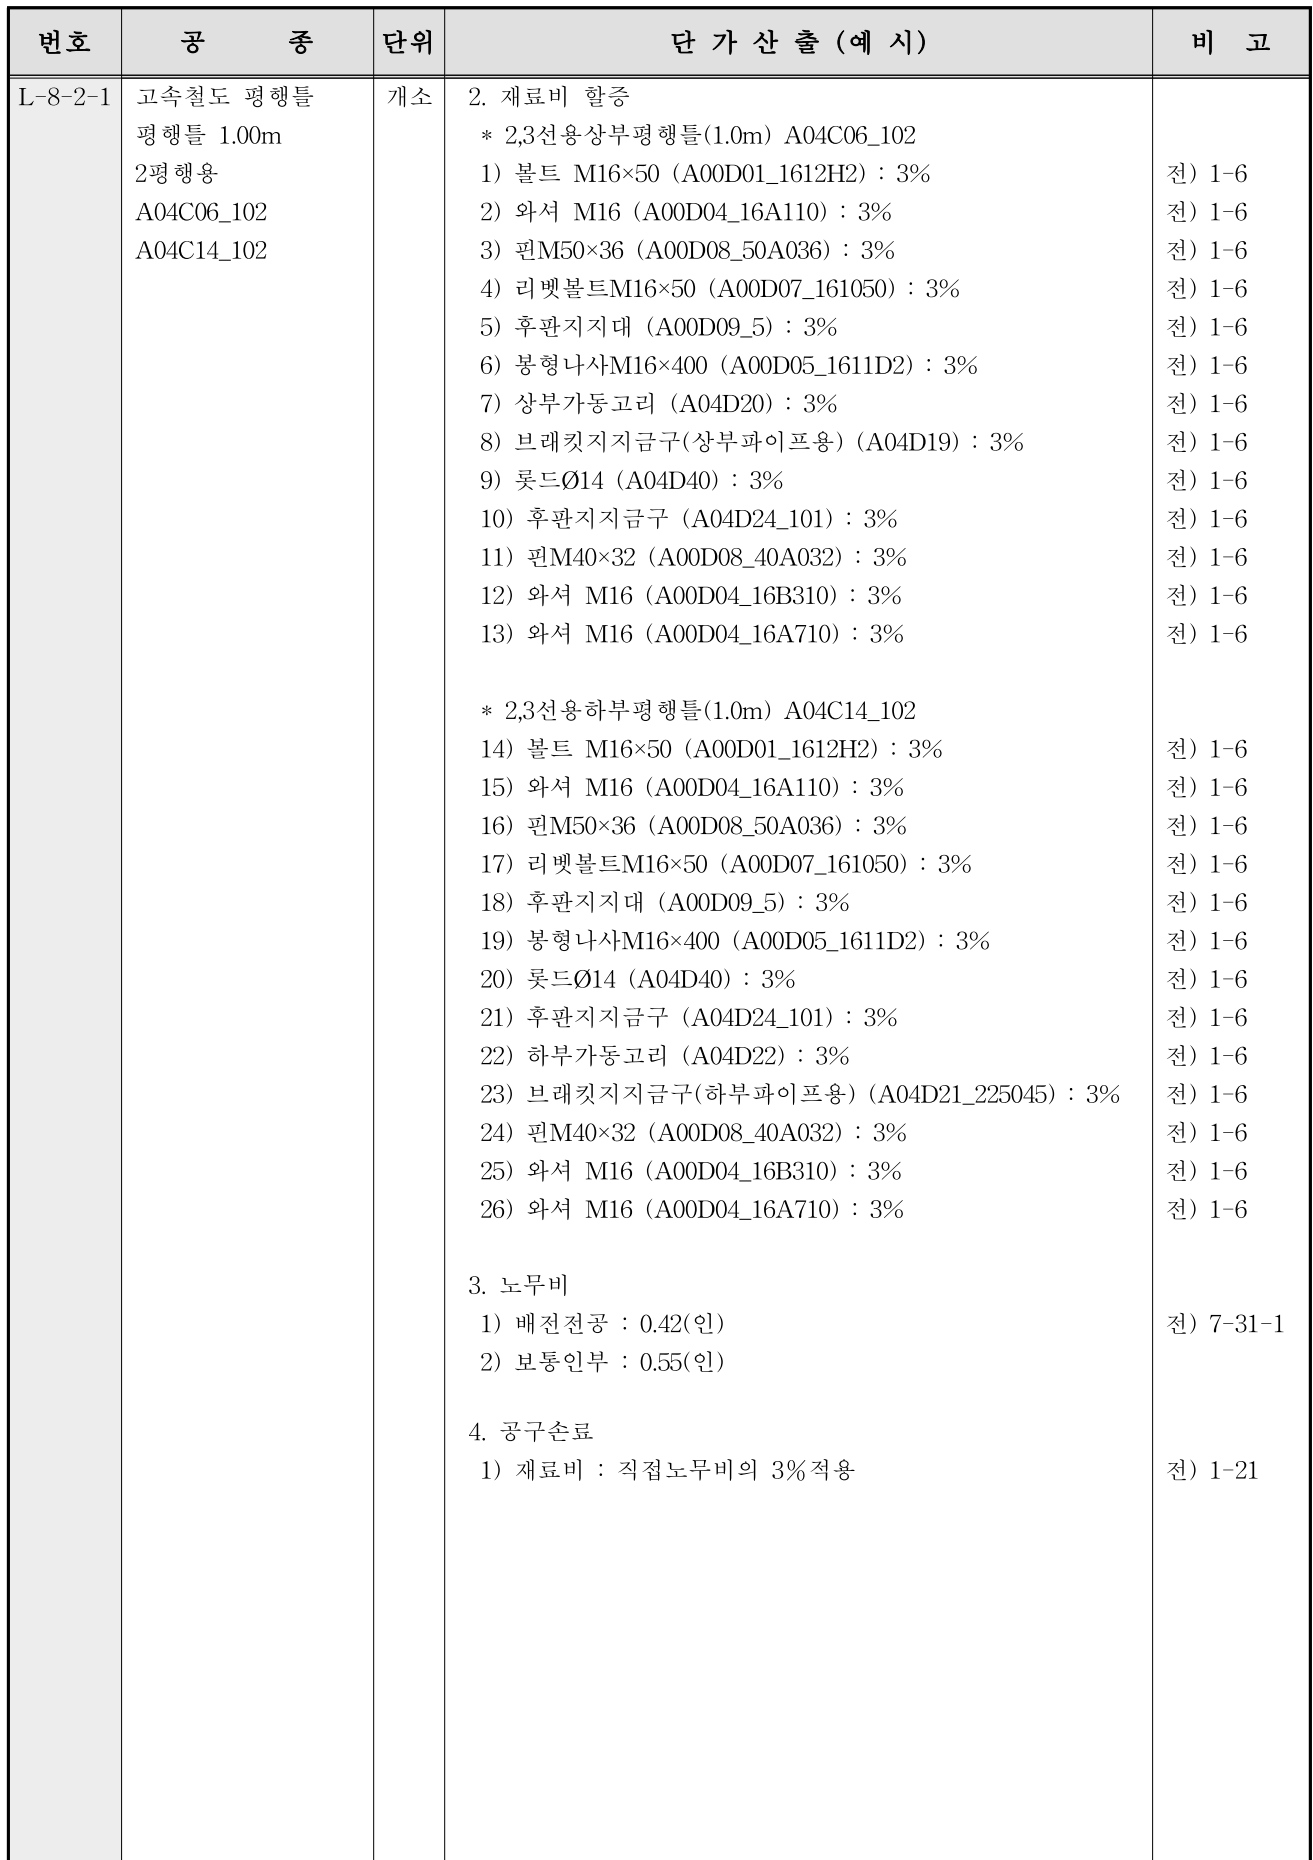 번호 공 종 단위 단 가 산 출 (예 시) 비 고
L-8-2-1 고속철도 평행틀 개소 2. 재료비 할증
평행틀 1.00m * 2,3선용상부평행틀(1.0m) A04C06_102
2평행용 1) 볼트 M16×50 (A00D01_1612H2) : 3% 전) 1-6
A04C06_102 2) 와셔 M16 (A00D04_16A110) : 3% 전) 1-6
A04C14_102 3) 핀M50×36 (A00D08_50A036) : 3% 전) 1-6
4) 리벳볼트M16×50 (A00D07_161050) : 3% 전) 1-6
5) 후판지지대 (A00D09_5) : 3% 전) 1-6
6) 봉형나사M16×400 (A00D05_1611D2) : 3% 전) 1-6
7) 상부가동고리 (A04D20) : 3% 전) 1-6
8) 브래킷지지금구(상부파이프용) (A04D19) : 3% 전) 1-6
9) 롯드Ø14 (A04D40) : 3% 전) 1-6
10) 후판지지금구 (A04D24_101) : 3% 전) 1-6
11) 핀M40×32 (A00D08_40A032) : 3% 전) 1-6
12) 와셔 M16 (A00D04_16B310) : 3% 전) 1-6
13) 와셔 M16 (A00D04_16A710) : 3% 전) 1-6
* 2,3선용하부평행틀(1.0m) A04C14_102
14) 볼트 M16×50 (A00D01_1612H2) : 3% 전) 1-6
15) 와셔 M16 (A00D04_16A110) : 3% 전) 1-6
16) 핀M50×36 (A00D08_50A036) : 3% 전) 1-6
17) 리벳볼트M16×50 (A00D07_161050) : 3% 전) 1-6
18) 후판지지대 (A00D09_5) : 3% 전) 1-6
19) 봉형나사M16×400 (A00D05_1611D2) : 3% 전) 1-6
20) 롯드Ø14 (A04D40) : 3% 전) 1-6
21) 후판지지금구 (A04D24_101) : 3% 전) 1-6
22) 하부가동고리 (A04D22) : 3% 전) 1-6
23) 브래킷지지금구(하부파이프용) (A04D21_225045) : 3% 전) 1-6
24) 핀M40×32 (A00D08_40A032) : 3% 전) 1-6
25) 와셔 M16 (A00D04_16B310) : 3% 전) 1-6
26) 와셔 M16 (A00D04_16A710) : 3% 전) 1-6
3. 노무비
1) 배전전공 : 0.42(인) 전) 7-31-1
2) 보통인부 : 0.55(인)
4. 공구손료
1) 재료비 : 직접노무비의 3%적용 전) 1-21